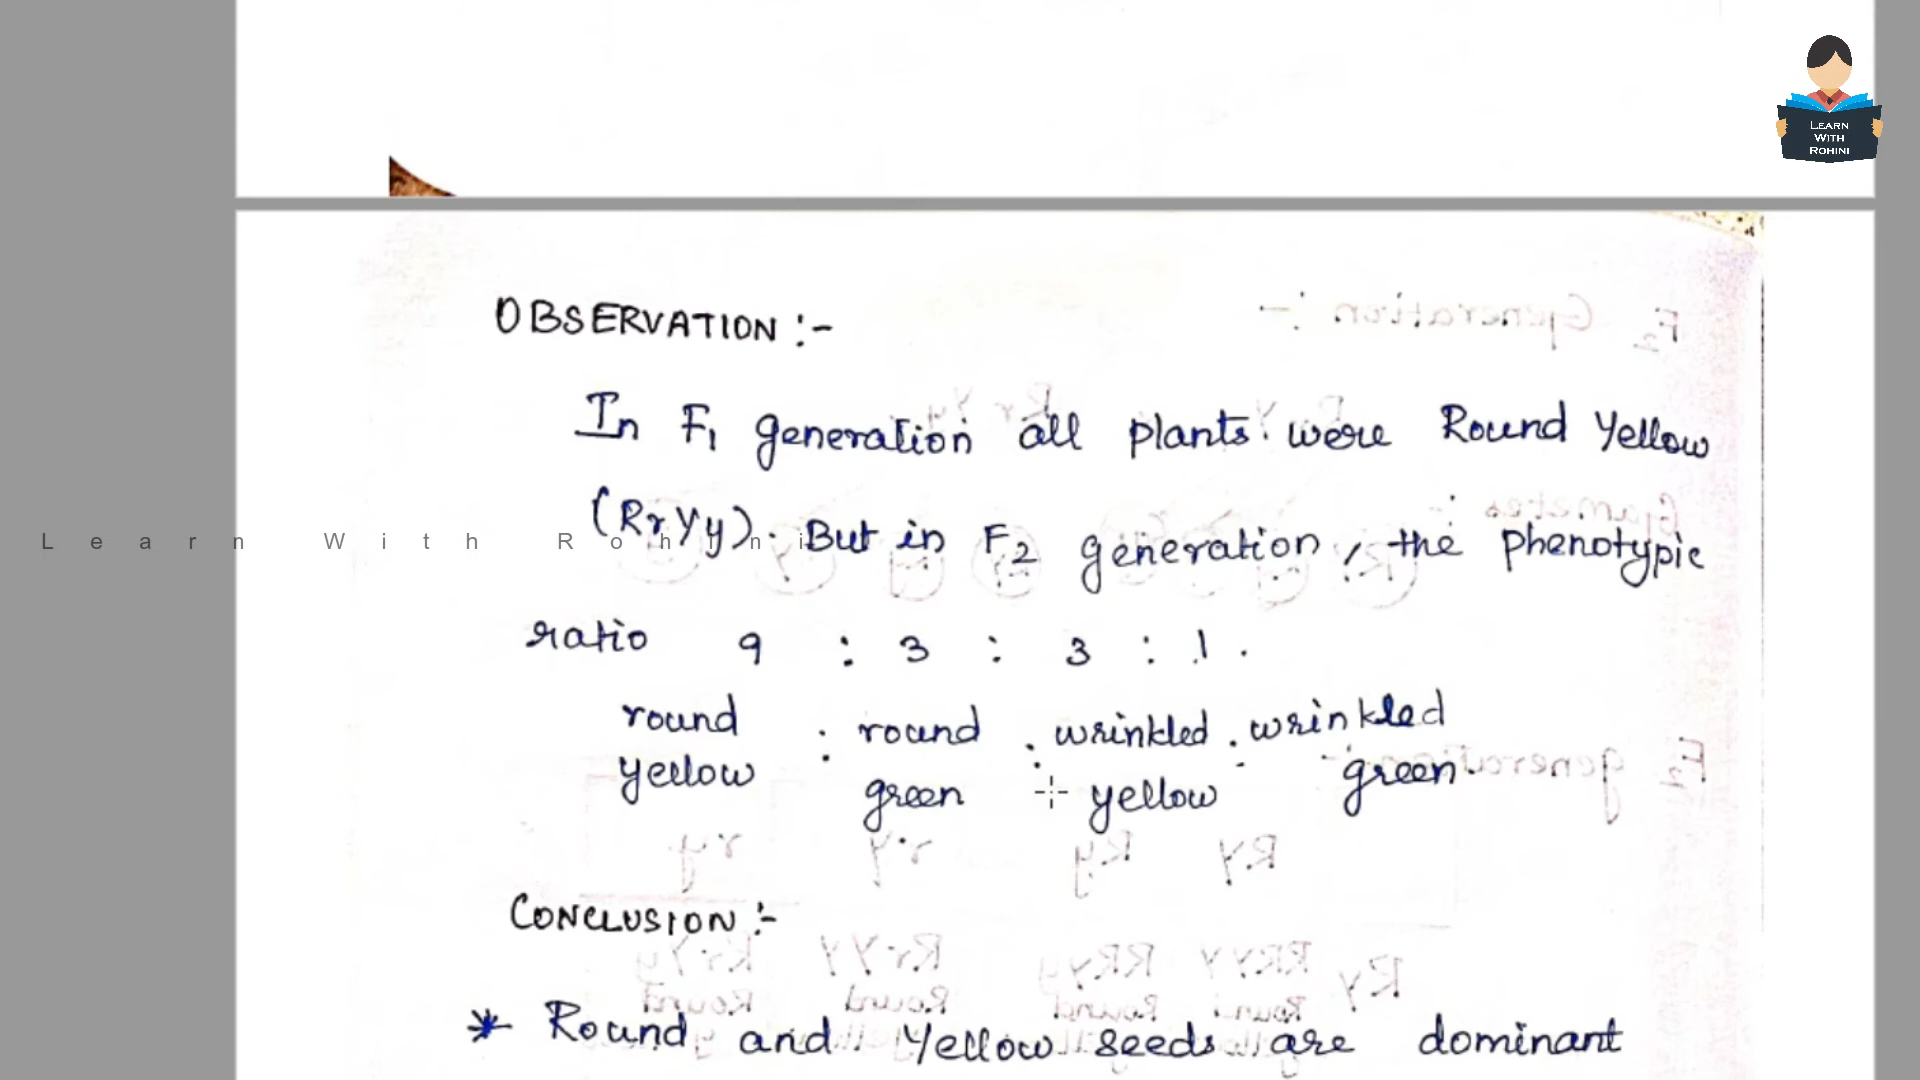 LEARN
WITH
ROHINI
OBSERVATION :-
In F1 generation all plants were Round Yellow
(RrYy). But in F2 generation, the phenotypic
Learn With Rohini
ratio 9 : 3 : 3 : 1.
round : round : wrinkled : wrinkled
yellow green yellow green.
CONCLUSION :-
* Round and Yellow seeds are dominant